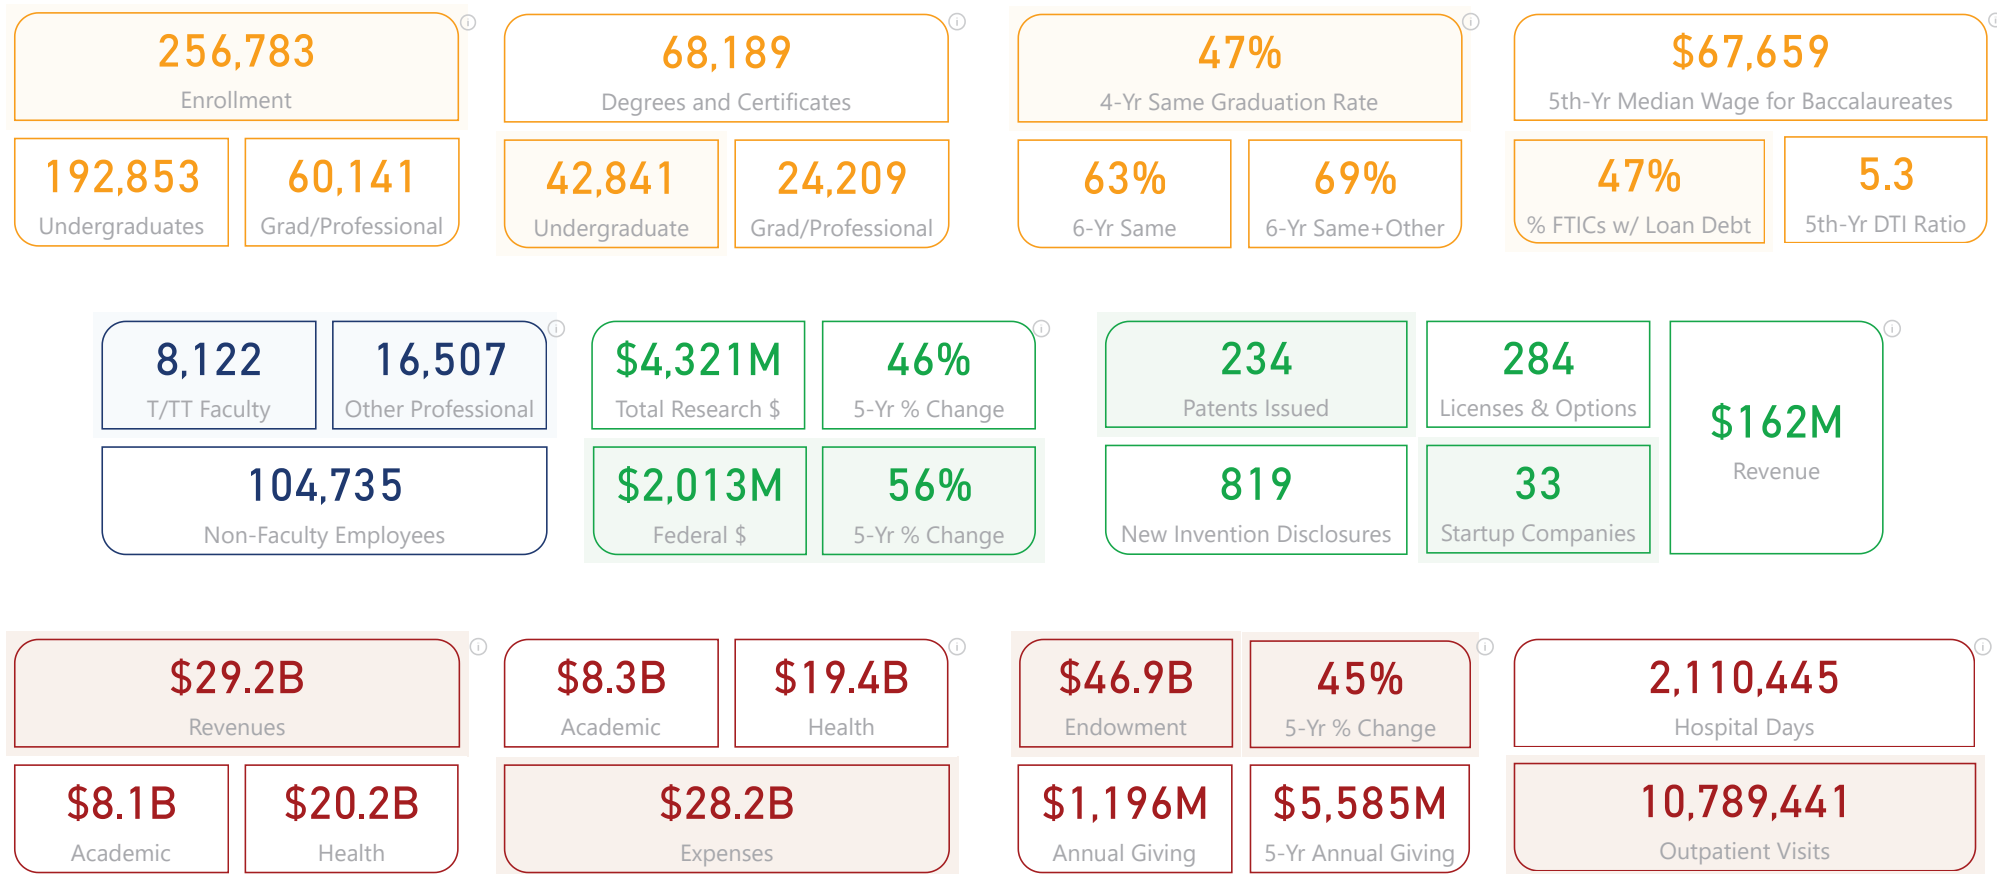 256,783
Enrollment
192,853
Undergraduates
60,141
Grad/Professional
68,189
Degrees and Certificates
42,841
Undergraduate
24,209
Grad/Professional
47%
4-Yr Same Graduation Rate
63%
6-Yr Same
69%
6-Yr Same+Other
$67,659
5th-Yr Median Wage for Baccalaureates
47%
% FTICs w/ Loan Debt
5.3
5th-Yr DTI Ratio
8,122
T/TT Faculty
16,507
Other Professional
104,735
Non-Faculty Employees
$4,321M
Total Research $
46%
5-Yr % Change
$2,013M
Federal $
56%
5-Yr % Change
234
Patents Issued
284
Licenses & Options
819
New Invention Disclosures
33
Startup Companies
$162M
Revenue
$29.2B
Revenues
$8.1B
Academic
$20.2B
Health
$8.3B
Academic
$19.4B
Health
$28.2B
Expenses
$46.9B
Endowment
45%
5-Yr % Change
$1,196M
Annual Giving
$5,585M
5-Yr Annual Giving
2,110,445
Hospital Days
10,789,441
Outpatient Visits